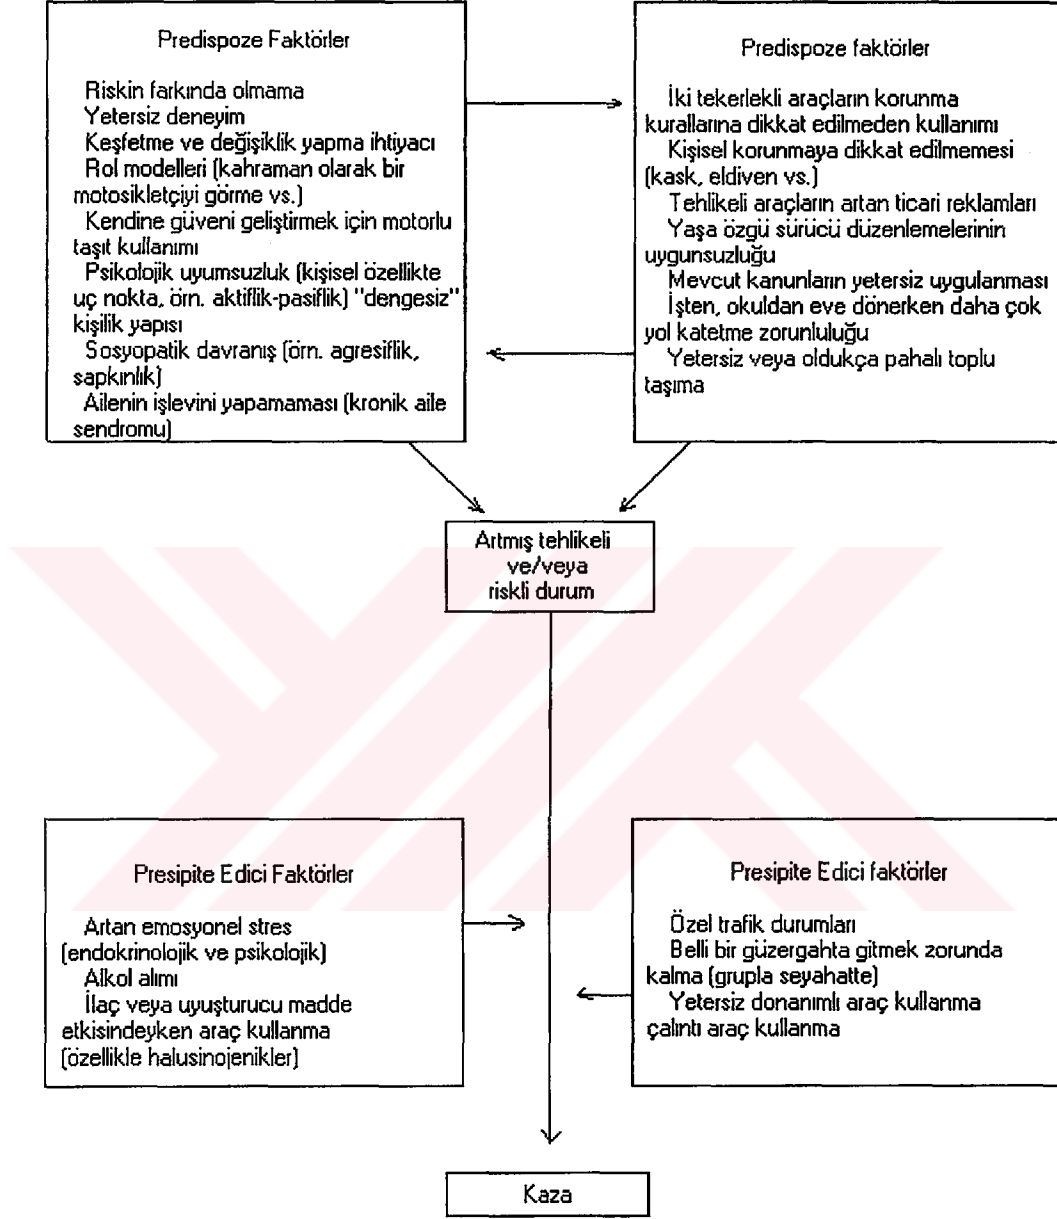 Predispoze Faktörler
Riskin farkında olmama
Yetersiz deneyim
Keşfetme ve değişiklik yapma ihtiyacı
Rol modelleri (kahraman olarak bir
motosikletçiyi görme vs.)
Kendine güveni geliştirmek için motorlu
taşıt kullanımı
Psikolojik uyumsuzluk (kişisel özellikte
uç nokta, örn. aktiflik-pasiflik) "dengesiz"
kişilik yapısı
Sosyopatik davranış (örn. agresiflik,
sapkınlık)
Ailenin işlevini yapamaması (kronik aile
sendromu)
Predispoze faktörler
İki tekerlekli araçların korunma
kurallarına dikkat edilmeden kullanımı
Kişisel korunmaya dikkat edilmemesi
(kask, eldiven vs.)
Tehlikeli araçların artan ticari reklamları
Yaşa özgü sürücü düzenlemelerinin
uygunsuzluğu
Mevcut kanunların yetersiz uygulanması
İşten, okuldan eve dönerken daha çok
yol katetme zorunluluğu
Yetersiz veya oldukça pahalı toplu
taşıma
Artmış tehlikeli
ve/veya
riskli durum
Presipite Edici Faktörler
Artan emosyonel stres
(endokrinolojik ve psikolojik)
Alkol alımı
İlaç veya uyuşturucu madde
etkisindeyken araç kullanma
(özellikle halusinojenikler)
Presipite Edici faktörler
Özel trafik durumları
Belli bir güzergahta gitmek zorunda
kalma (grupla seyahatte)
Yetersiz donanımlı araç kullanma
çalıntı araç kullanma
Kaza